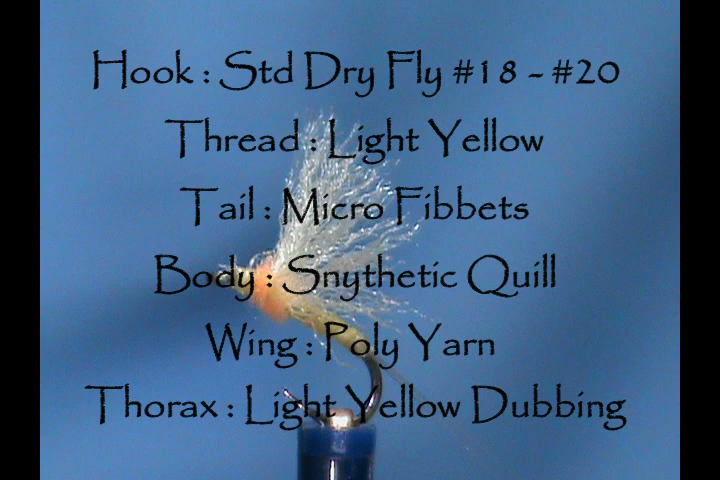 Hook : Std Dry Fly #18 - #20
Thread : Light Yellow
Tail : Micro Fibbets
Body : Snythetic Quill
Wing : Poly Yarn
Thorax : Light Yellow Dubbing